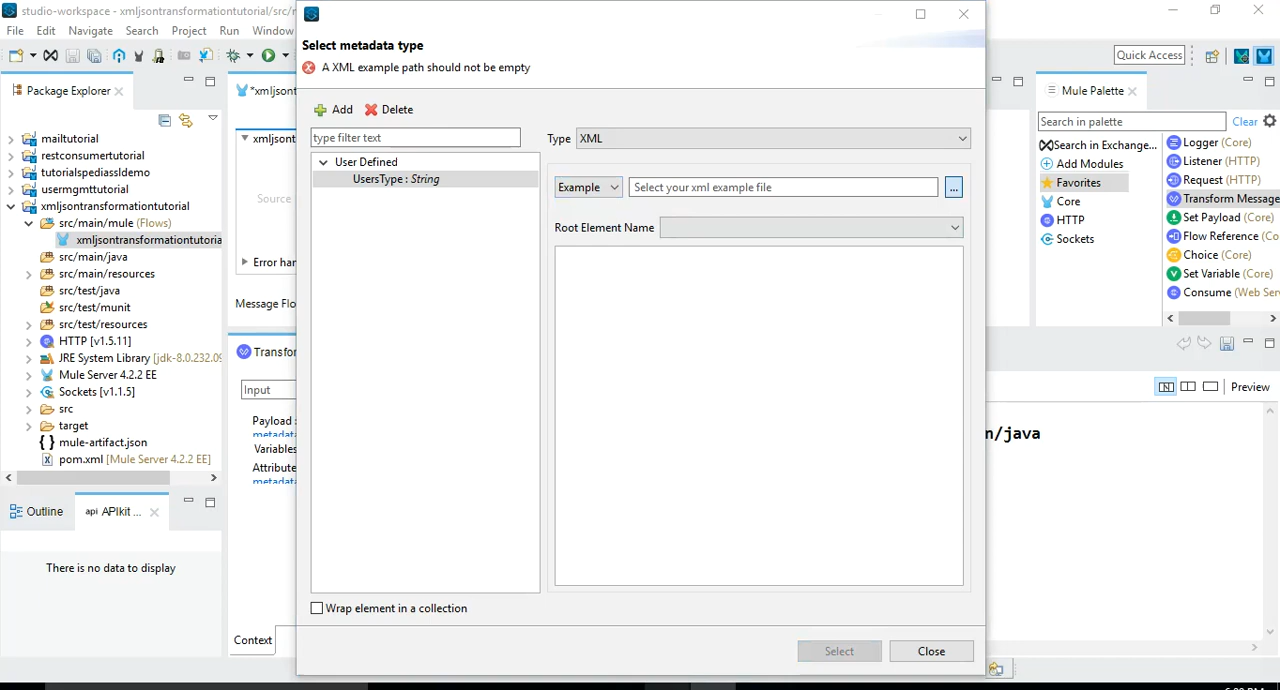 studio-workspace - xmljsontransformationtutorial/src/
File Edit Navigate Search Project Run Window
Quick Access
Package Explorer
mailtutorial
restconsumertutorial
tutorialspediassldemo
usermgmttutorial
xmljsontransformationtutorial
src/main/mule (Flows)
xmljsontransformationtutoria
src/main/java
src/main/resources
src/test/java
src/test/munit
src/test/resources
HTTP [v1.5.11]
JRE System Library [jdk-8.0.232.09
Mule Server 4.2.2 EE
Sockets [v1.1.5]
src
target
mule-artifact.json
pom.xml [Mule Server 4.2.2 EE]
Outline
api APIkit ...
There is no data to display
*xmljsont
xmljsont
Source
Error har
Message Flo
Transfo
Input
Payload :
metadata
Variables
Attribute
metadata
Context
Select metadata type
A XML example path should not be empty
Add Delete
type filter text
User Defined
UsersType : String
Type XML
Example Select your xml example file ...
Root Element Name
Wrap element in a collection
Select Close
Mule Palette
Search in palette Clear
Search in Exchange...
Add Modules
Favorites
Core
HTTP
Sockets
Logger (Core)
Listener (HTTP)
Request (HTTP)
Transform Message
Set Payload (Core)
Flow Reference (Co
Choice (Core)
Set Variable (Core)
Consume (Web Serv
Preview
n/java